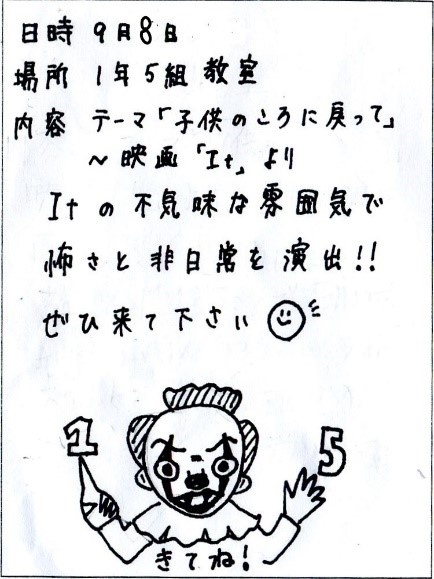 日時 9月8日
場所 1年5組教室
内容 テーマ「子供のころに戻って」
～映画「It」より
Itの不気味な雰囲気で
怖さと非日常を演出!!
ぜひ来て下さい
1 5
きてね!